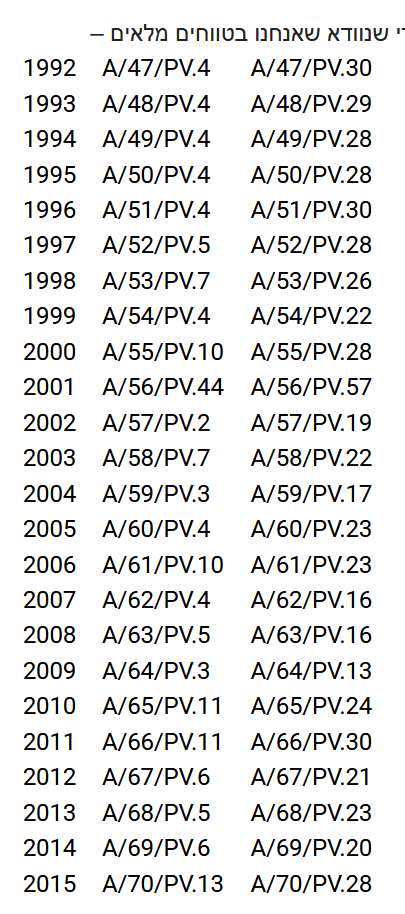 שנוודא שאנחנו בטווחים מלאים –
1992 A/47/PV.4 A/47/PV.30
1993 A/48/PV.4 A/48/PV.29
1994 A/49/PV.4 A/49/PV.28
1995 A/50/PV.4 A/50/PV.28
1996 A/51/PV.4 A/51/PV.30
1997 A/52/PV.5 A/52/PV.28
1998 A/53/PV.7 A/53/PV.26
1999 A/54/PV.4 A/54/PV.22
2000 A/55/PV.10 A/55/PV.28
2001 A/56/PV.44 A/56/PV.57
2002 A/57/PV.2 A/57/PV.19
2003 A/58/PV.7 A/58/PV.22
2004 A/59/PV.3 A/59/PV.17
2005 A/60/PV.4 A/60/PV.23
2006 A/61/PV.10 A/61/PV.23
2007 A/62/PV.4 A/62/PV.16
2008 A/63/PV.5 A/63/PV.16
2009 A/64/PV.3 A/64/PV.13
2010 A/65/PV.11 A/65/PV.24
2011 A/66/PV.11 A/66/PV.30
2012 A/67/PV.6 A/67/PV.21
2013 A/68/PV.5 A/68/PV.23
2014 A/69/PV.6 A/69/PV.20
2015 A/70/PV.13 A/70/PV.28